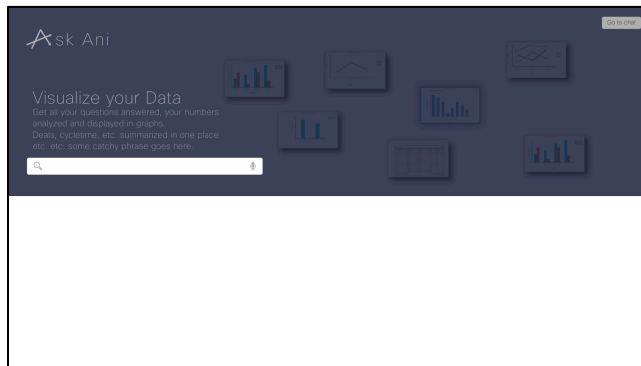 Ask Ani
Go to chat
Visualize your Data
Get all your questions answered, your numbers
analyzed and displayed in graphs.
Deals, cycletime, etc. summarized in one place
etc. etc. some catchy phrase goes here.